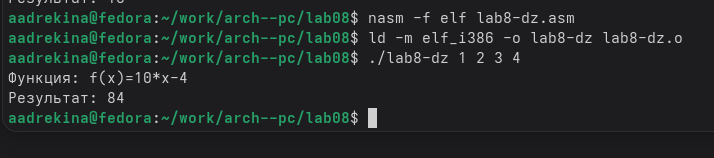 aadrekina@fedora:~/work/arch--pc/lab08$ nasm -f elf lab8-dz.asm
aadrekina@fedora:~/work/arch--pc/lab08$ ld -m elf_i386 -o lab8-dz lab8-dz.o
aadrekina@fedora:~/work/arch--pc/lab08$ ./lab8-dz 1 2 3 4
Функция: f(x)=10*x-4
Результат: 84
aadrekina@fedora:~/work/arch--pc/lab08$